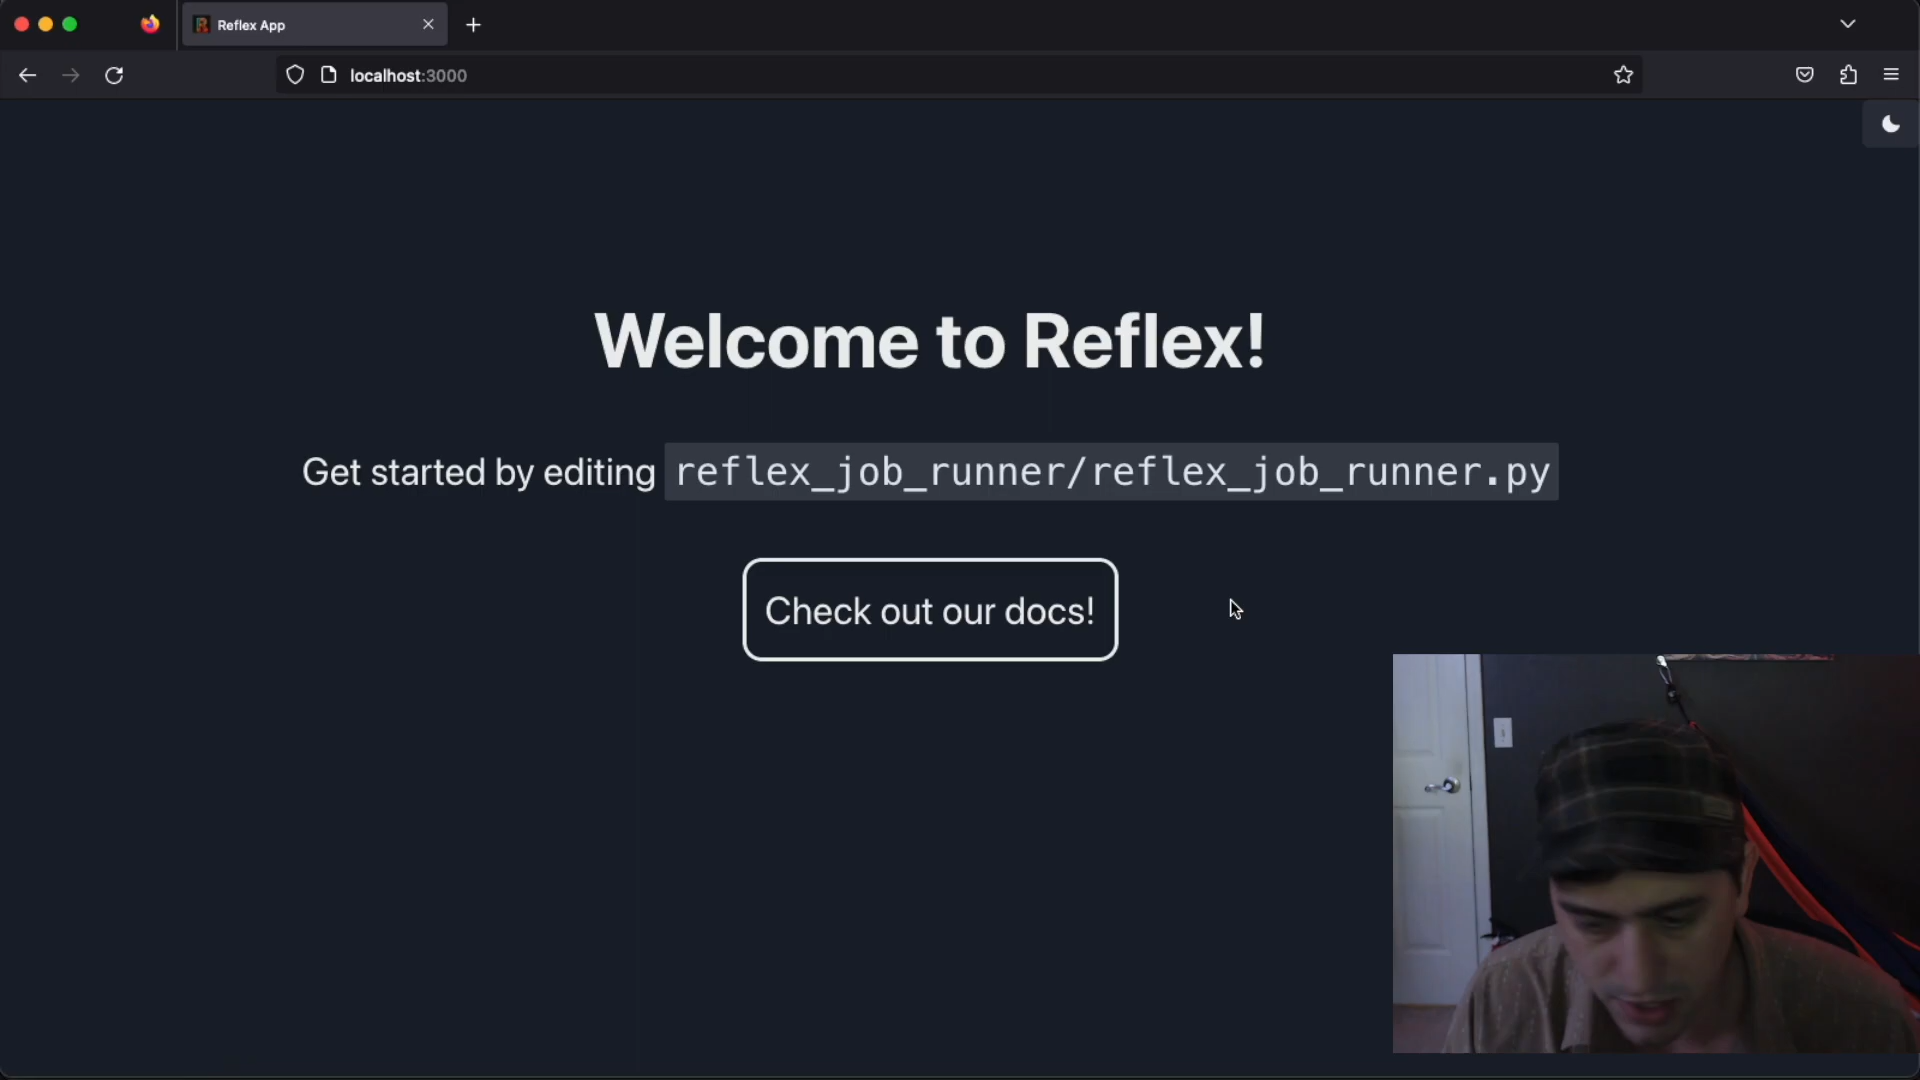 Reflex App
localhost:3000
Welcome to Reflex!
Get started by editing reflex_job_runner/reflex_job_runner.py
Check out our docs!